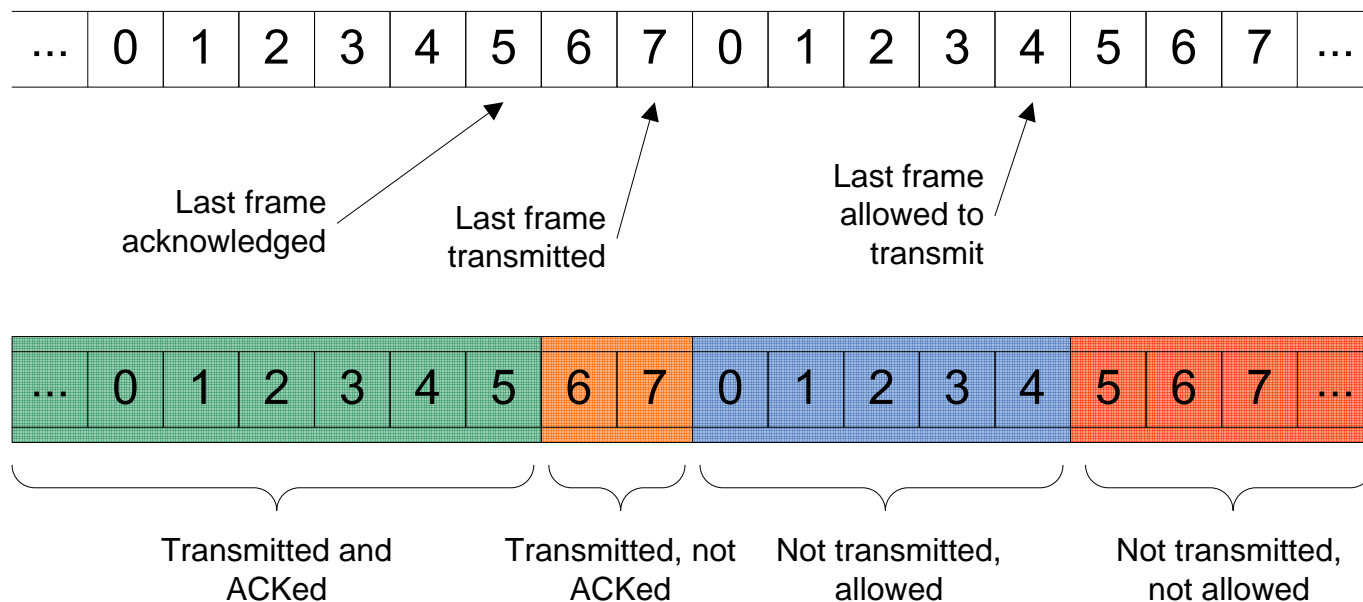 ... 0 1 2 3 4 5 6 7 0 1 2 3 4 5 6 7 ...
Last frame
acknowledged
Last frame
transmitted
Last frame
allowed to
transmit
... 0 1 2 3 4 5 6 7 0 1 2 3 4 5 6 7 ...
Transmitted and
ACKed
Transmitted, not
ACKed
Not transmitted,
allowed
Not transmitted,
not allowed